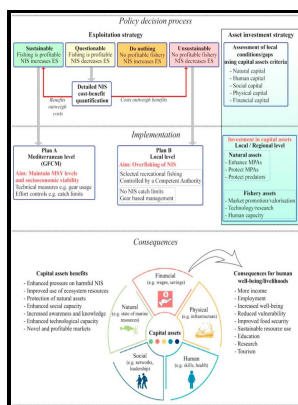 Policy decision process
Exploitation strategy
Asset investment strategy
Sustainable
Fishing is profitable
NIS increases ES
Questionable
Fishing is profitable
NIS decreases ES
Do nothing
No profitable fishery
NIS increases ES
Unsustainable
No profitable fishery
NIS decreases ES
Assessment of local
conditions/gaps
using capital assets
criteria
- Natural capital
- Human capital
- Social capital
- Physical capital
- Financial capital
Detailed NIS
cost-benefit
quantification
Benefits
outweigh
costs
Costs outweigh benefits
Implementation
Plan A
Mediterranean level
(GFCM)
Aim: Maintain MSY levels
and socioeconomic viability
Technical measures e.g. gear usage
Effort controls e.g. catch limits
Plan B
Local level
Aim: Overfishing of NIS
Selected recreational fishing
Controlled by a Competent Authority
No NIS catch limits
Gear based management
Investment in capital assets
Local / Regional level
Natural assets
- Enhance MPAs
- Protect MPAs
- Protect predators
Fishery assets
- Market promotion/valorisation
- Technology/research
- Human capacity
Consequences
Capital assets benefits
- Enhanced pressure on harmful NIS
- Improved use of ecosystem resources
- Protection of natural assets
- Enhanced social capacity
- Increased awareness and knowledge
- Enhanced technological capacity
- Novel and profitable markets
Financial
(e.g. wages, savings)
Natural
(e.g. state of marine
resources)
Physical
(e.g. infrastructure)
Capital assets
Social
(e.g. networks,
leadership)
Human
(e.g. skills, health)
Consequences for human
well-being/livelihoods
- More income
- Employment
- Increased well-being
- Reduced vulnerability
- Improved food security
- Sustainable resource use
- Education
- Research
- Tourism